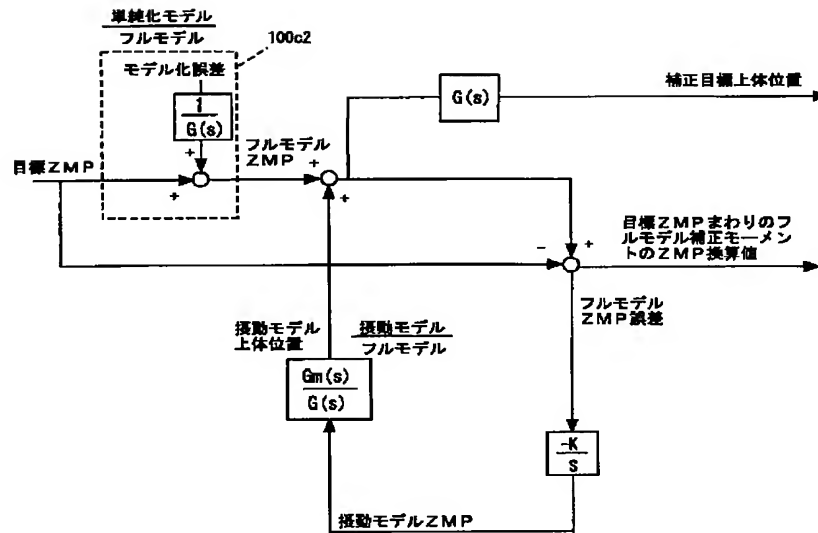 単純化モデル
フルモデル
100c2
モデル化誤差
1
G(s)
+
+
目標ZMP
フルモデル
ZMP
+
+
G(s)
補正目標上体位置
-
+
目標ZMPまわりのフ
ルモデル補正モーメン
トのZMP換算値
フルモデル
ZMP誤差
摂動モデル
上体位置
摂動モデル
フルモデル
Gm(s)
G(s)
-K
S
摂動モデルZMP